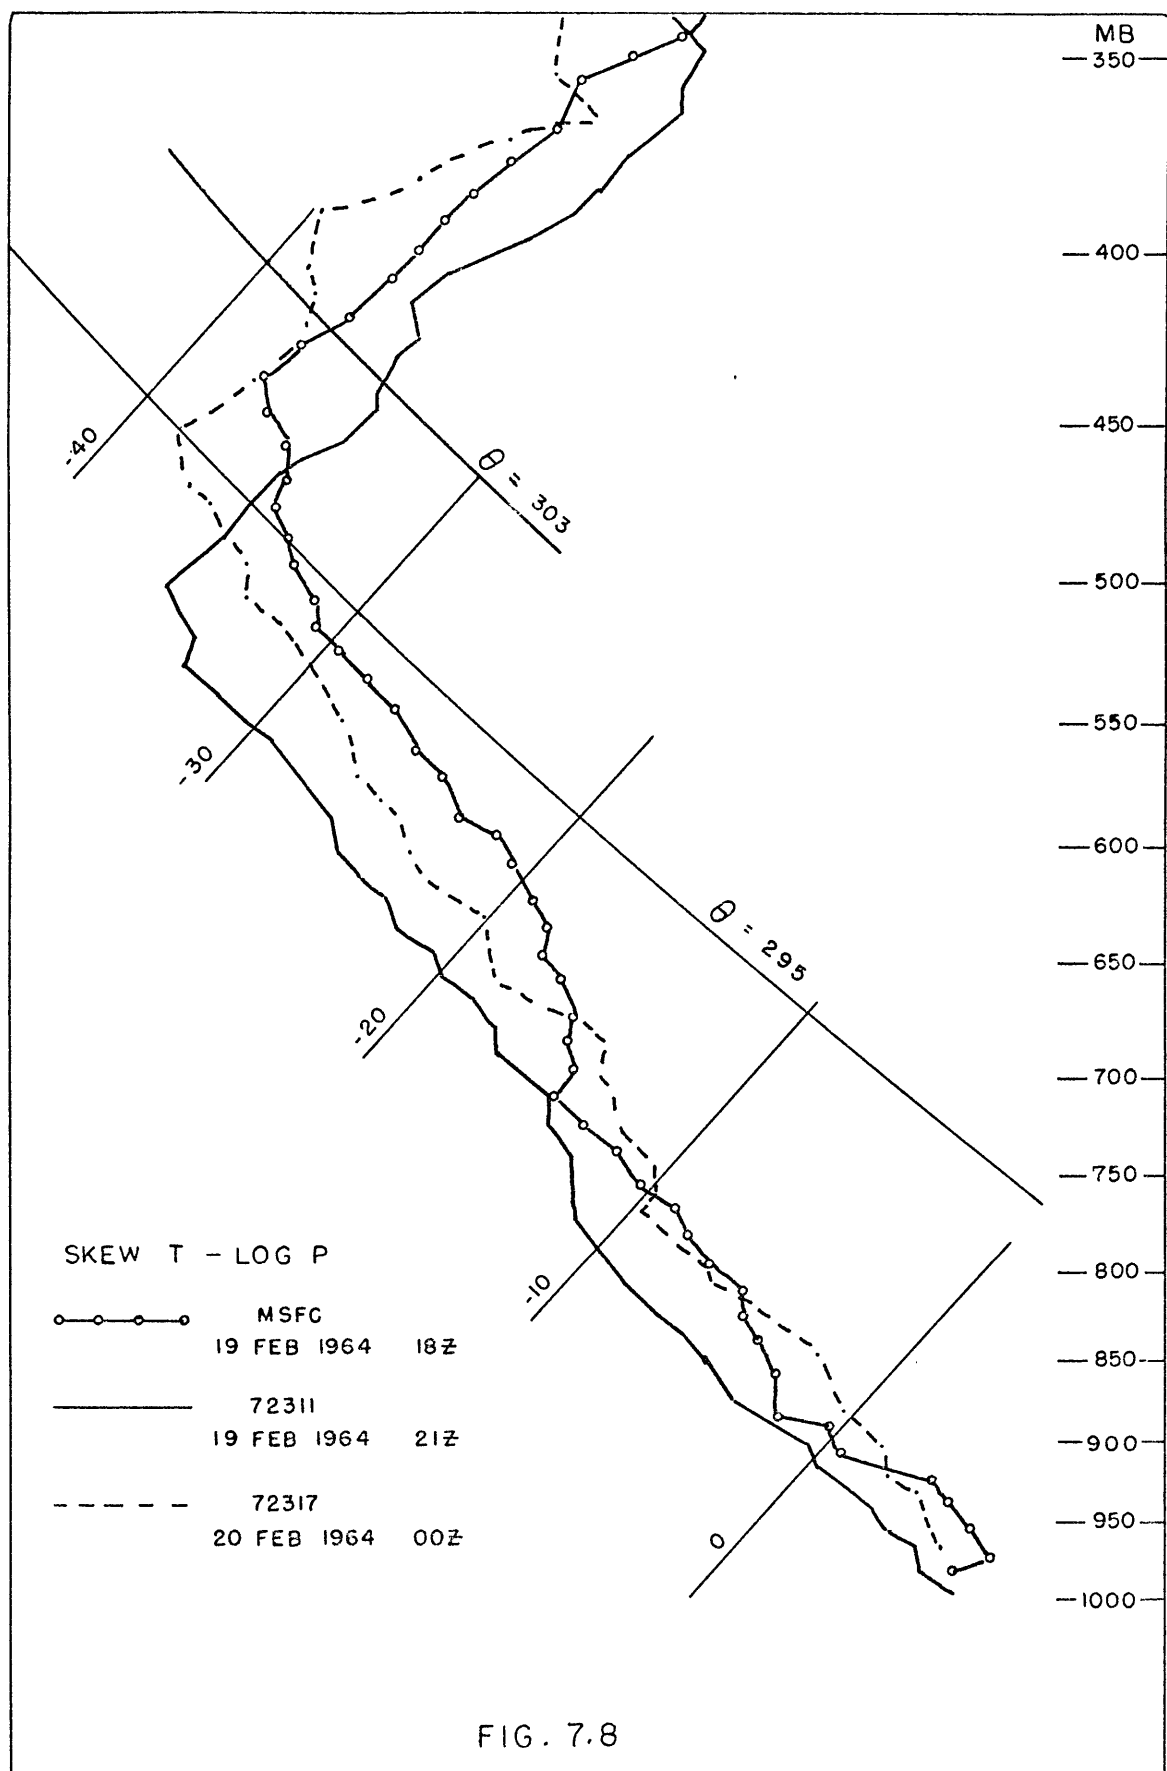 MB
350
400
450
500
550
600
650
700
750
800
850
900
950
1000
-40
θ = 303
-30
θ = 295
-20
-10
0
SKEW T - LOG P
MSFC
19 FEB 1964 18Z
72311
19 FEB 1964 21Z
72317
20 FEB 1964 00Z
FIG. 7.8